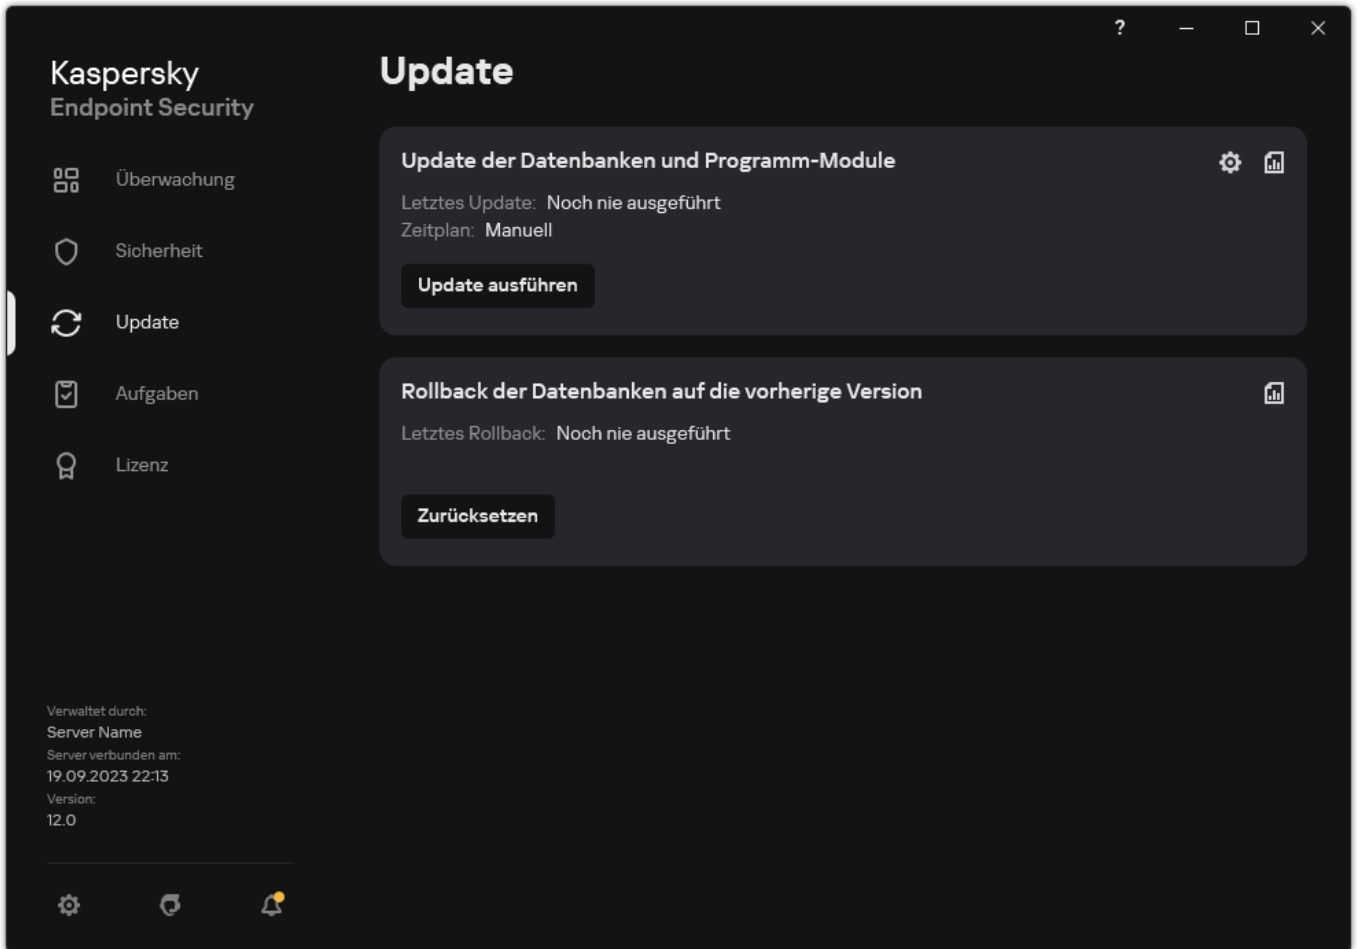 ?
Kaspersky
Endpoint Security
Überwachung
Sicherheit
Update
Aufgaben
Lizenz
Verwaltet durch:
Server Name
Server verbunden am:
19.09.2023 22:13
Version:
12.0
Update
Update der Datenbanken und Programm-Module
Letztes Update: Noch nie ausgeführt
Zeitplan: Manuell
Update ausführen
Rollback der Datenbanken auf die vorherige Version
Letztes Rollback: Noch nie ausgeführt
Zurücksetzen